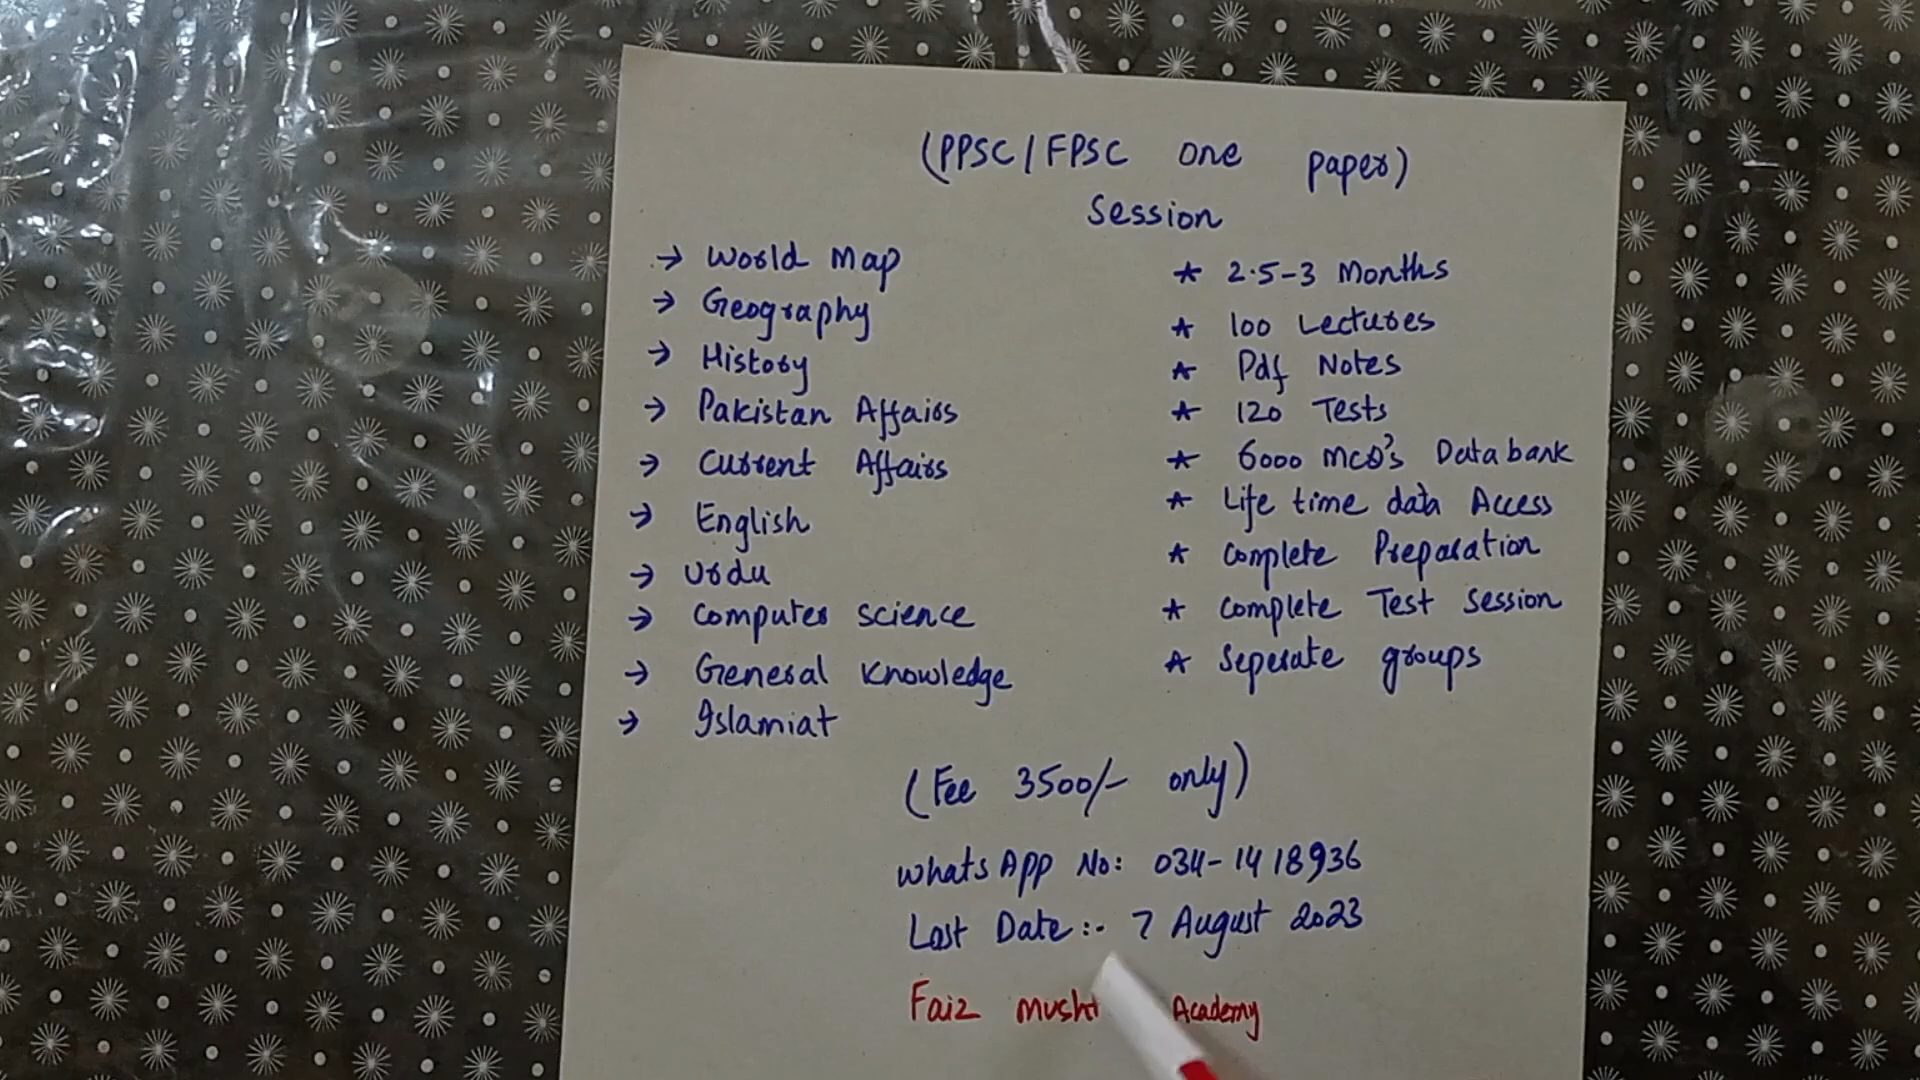 (PPSC/FPSC one paper)
Session
→ World Map
→ Geography
→ History
→ Pakistan Affairs
→ Current Affairs
→ English
→ Urdu
→ Computer Science
→ General Knowledge
→ Islamiat
★ 2.5-3 Months
★ 100 Lectures
★ Pdf Notes
★ 120 Tests
★ 6000 MCQ's Data bank
★ Life time data Access
★ Complete Preparation
★ Complete Test Session
★ Seperate groups
(Fee 3500/- only)
WhatsApp No: 034-1418936
Last Date:- 7 August 2023
Faiz Academy